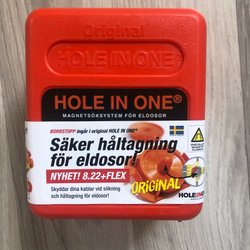 Original
HOLE IN ONE®
HOLE IN ONE®
MAGNETSÖKSYSTEM FÖR ELDOSOR
BORRSTOPP ingår i original HOLE IN ONE®
Säker håltagning
för eldosor!
NYHET! 8.22+FLEX
Skyddar dina kablar vid sökning
och håltagning för eldosor!
ORIGINAL
HOLE IN ONE